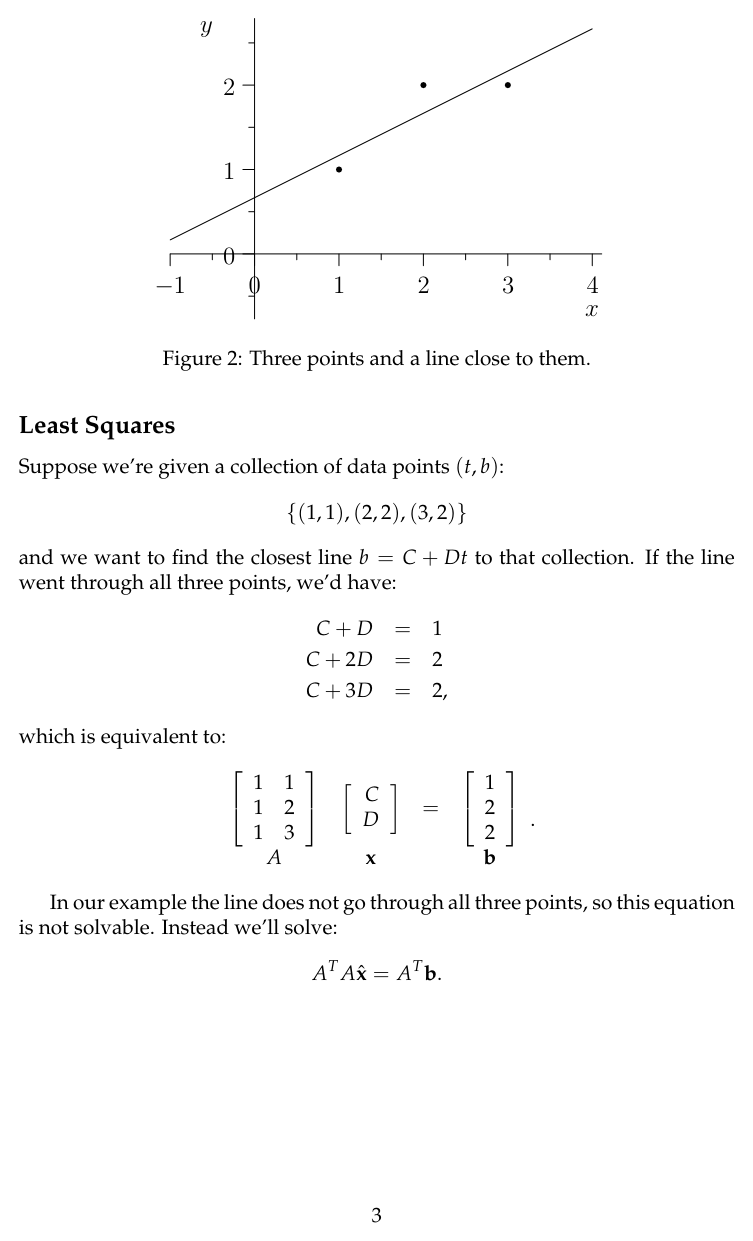 y
2
1
0
−1 0 1 2 3 4
x
Figure 2: Three points and a line close to them.
Least Squares
Suppose we're given a collection of data points (t, b):
{(1, 1), (2, 2), (3, 2)}
and we want to find the closest line b = C + Dt to that collection. If the line
went through all three points, we'd have:
C + D = 1
C + 2D = 2
C + 3D = 2,
which is equivalent to:
[ 1 1 ] [ C ] = [ 1 ]
[ 1 2 ] [ D ] [ 2 ]
[ 1 3 ] [ 2 ] .
A x b
In our example the line does not go through all three points, so this equation
is not solvable. Instead we'll solve:
Aᵀ A x̂ = Aᵀ b.
3